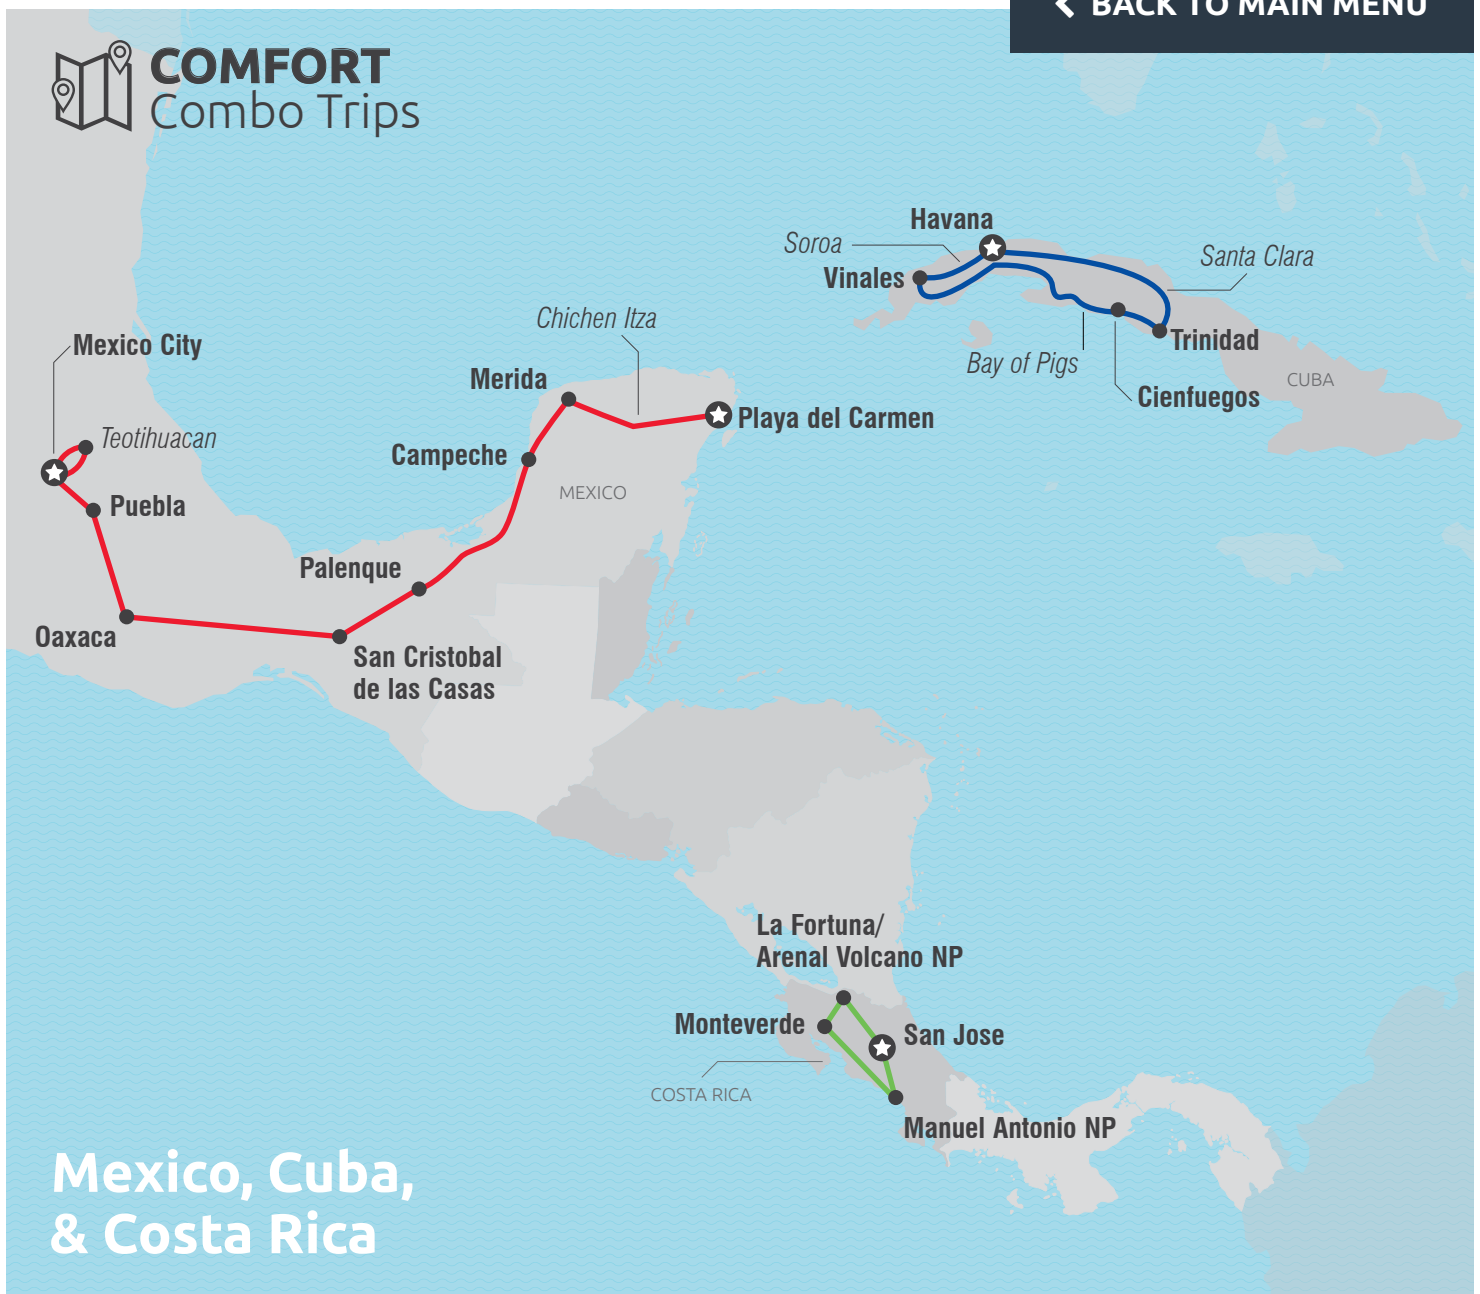 BACK TO MAIN MENU
COMFORT
Combo Trips
Havana
Soroa
Santa Clara
Vinales
Chichen Itza
Trinidad
Mexico City
Bay of Pigs
Merida
CUBA
Cienfuegos
Playa del Carmen
Teotihuacan
Campeche
MEXICO
Puebla
Palenque
Oaxaca
San Cristobal
de las Casas
La Fortuna/
Arenal Volcano NP
Monteverde
San Jose
COSTA RICA
Manuel Antonio NP
Mexico, Cuba,
& Costa Rica